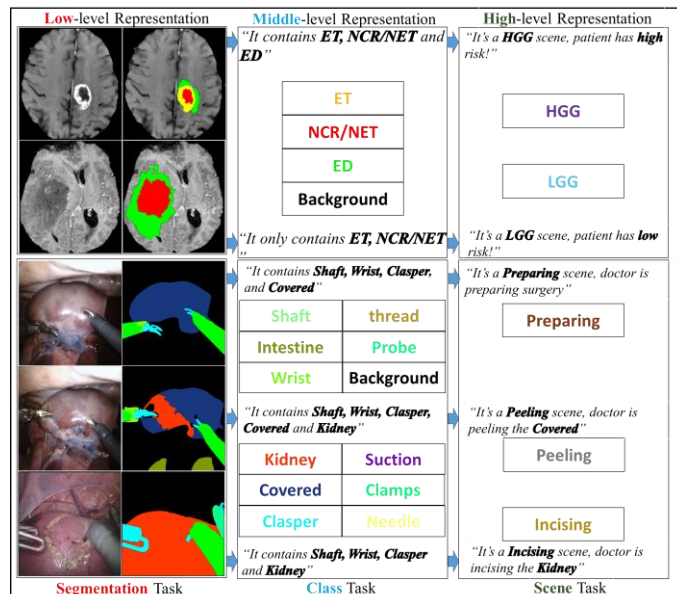 Low-level Representation
Middle-level Representation
High-level Representation
"It contains ET, NCR/NET and
ED"
ET
NCR/NET
ED
Background
"It only contains ET, NCR/NET
"
"It's a HGG scene, patient has high
risk!"
HGG
LGG
"It's a LGG scene, patient has low
risk!"
"It contains Shaft, Wrist, Clasper,
and Covered"
Shaft
thread
Intestine
Probe
Wrist
Background
"It contains Shaft, Wrist, Clasper,
Covered and Kidney"
Kidney
Suction
Covered
Clamps
Clasper
Needle
"It contains Shaft, Wrist, Clasper
and Kidney"
"It's a Preparing scene, doctor is
preparing surgery"
Preparing
"It's a Peeling scene, doctor is
peeling the Covered"
Peeling
Incising
"It's a Incising scene, doctor is
incising the Kidney"
Segmentation Task
Class Task
Scene Task